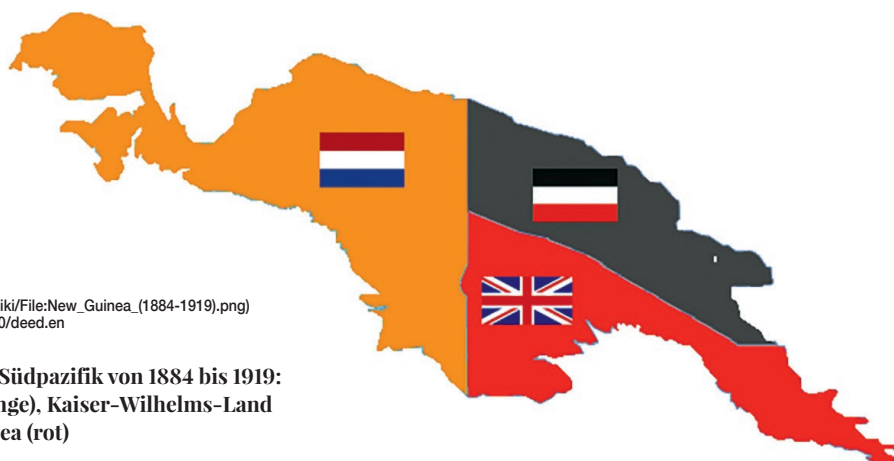 iki/File:New_Guinea_(1884-1919).png)
0/deed.en
Südpazifik von 1884 bis 1919:
nge), Kaiser-Wilhelms-Land
ea (rot)